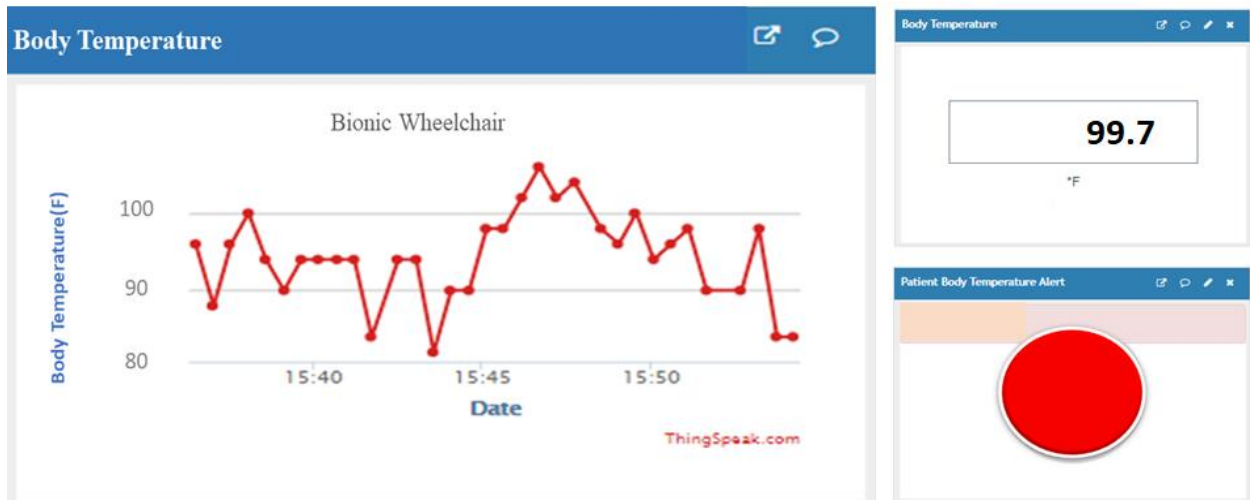 Body Temperature
Bionic Wheelchair
Body Temperature(F)
100
90
80
15:40 15:45 15:50
Date
ThingSpeak.com
Body Temperature
99.7
°F
Patient Body Temperature Alert